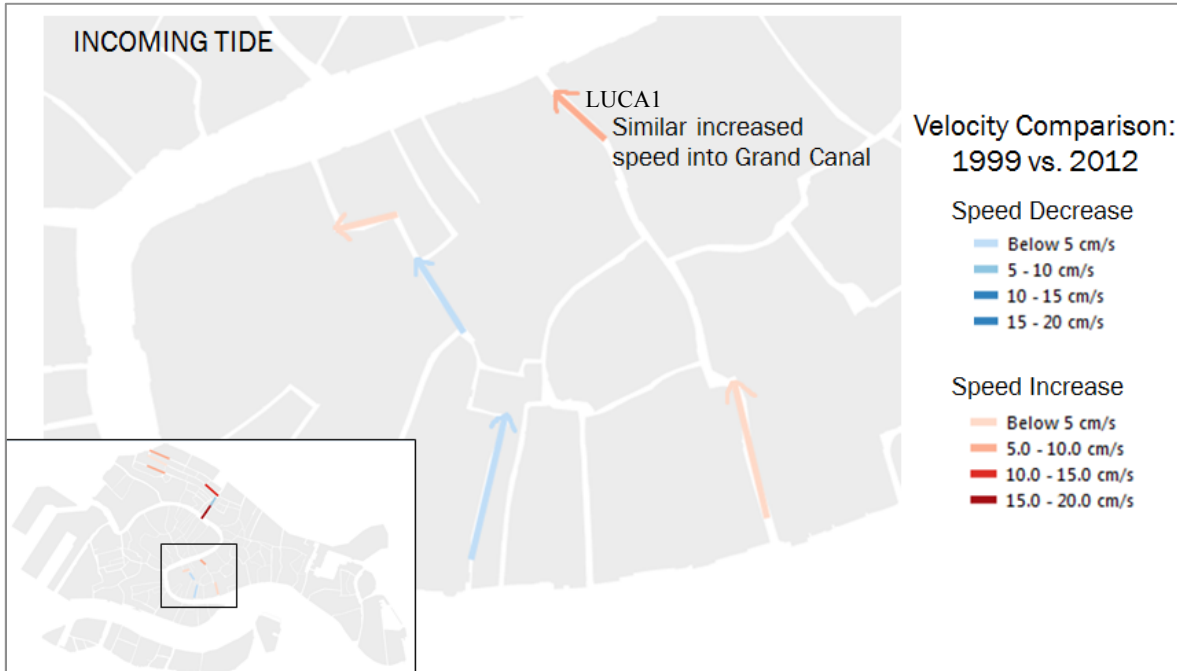 INCOMING TIDE
LUCA1
Similar increased
speed into Grand Canal
Velocity Comparison:
1999 vs. 2012
Speed Decrease
Below 5 cm/s
5 - 10 cm/s
10 - 15 cm/s
15 - 20 cm/s
Speed Increase
Below 5 cm/s
5.0 - 10.0 cm/s
10.0 - 15.0 cm/s
15.0 - 20.0 cm/s